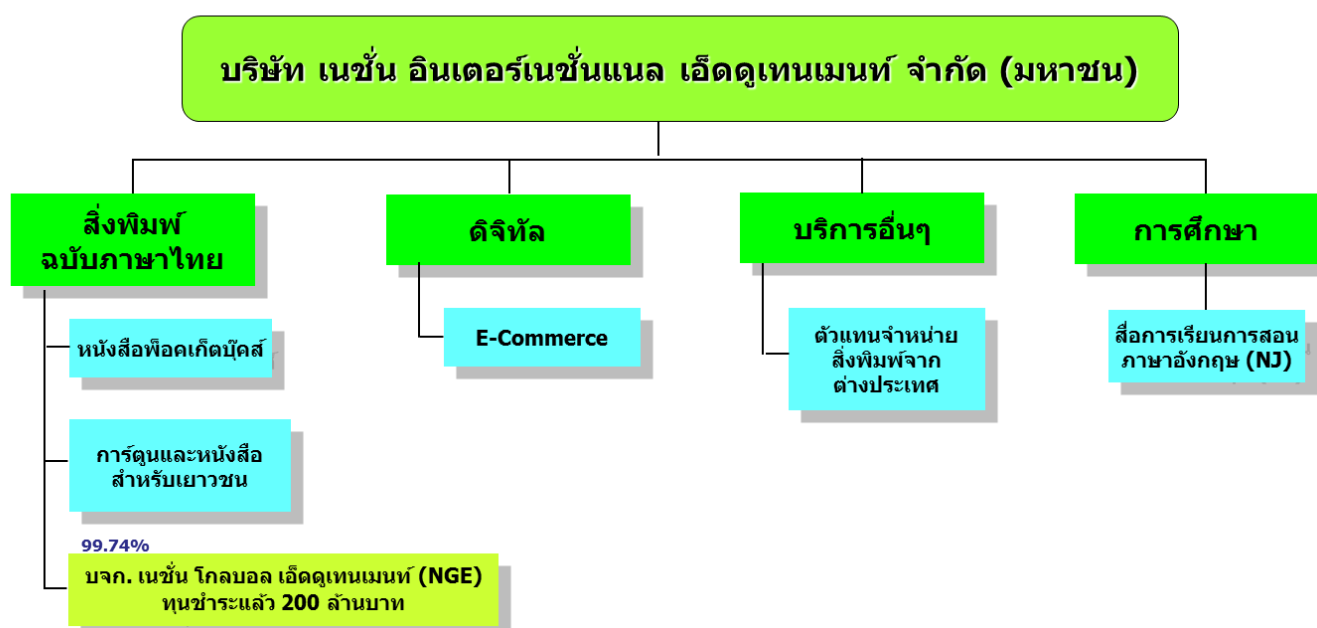 บริษัท เนชั่น อินเตอร์เนชั่นแนล เอ็ดดูเทนเมนท์ จำกัด (มหาชน)
สิ่งพิมพ์
ฉบับภาษาไทย
หนังสือพ็อคเก็ตบุ๊คส์
การ์ตูนและหนังสือ
สำหรับเยาวชน
99.74%
บจก. เนชั่น โกลบอล เอ็ดดูเทนเมนท์ (NGE)
ทุนชำระแล้ว 200 ล้านบาท
ดิจิทัล
E-Commerce
บริการอื่นๆ
ตัวแทนจำหน่าย
สิ่งพิมพ์จาก
ต่างประเทศ
การศึกษา
สื่อการเรียนการสอน
ภาษาอังกฤษ (NJ)